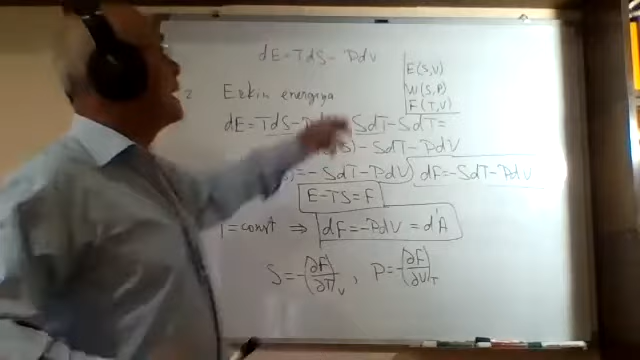 dE=TdS-PdV
E(S,V)
W(S,P)
F(T,V)
2 Erkin energiya
dE=TdS-Pd SdT-SdT=
S)-SdT-PdV
)=-SdT-PdV dF=-SdT-PdV
E-TS=F
T=const ⇒ dF=-PdV=d'A
S=-(∂F/∂T)_V, P=-(∂F/∂V)_T